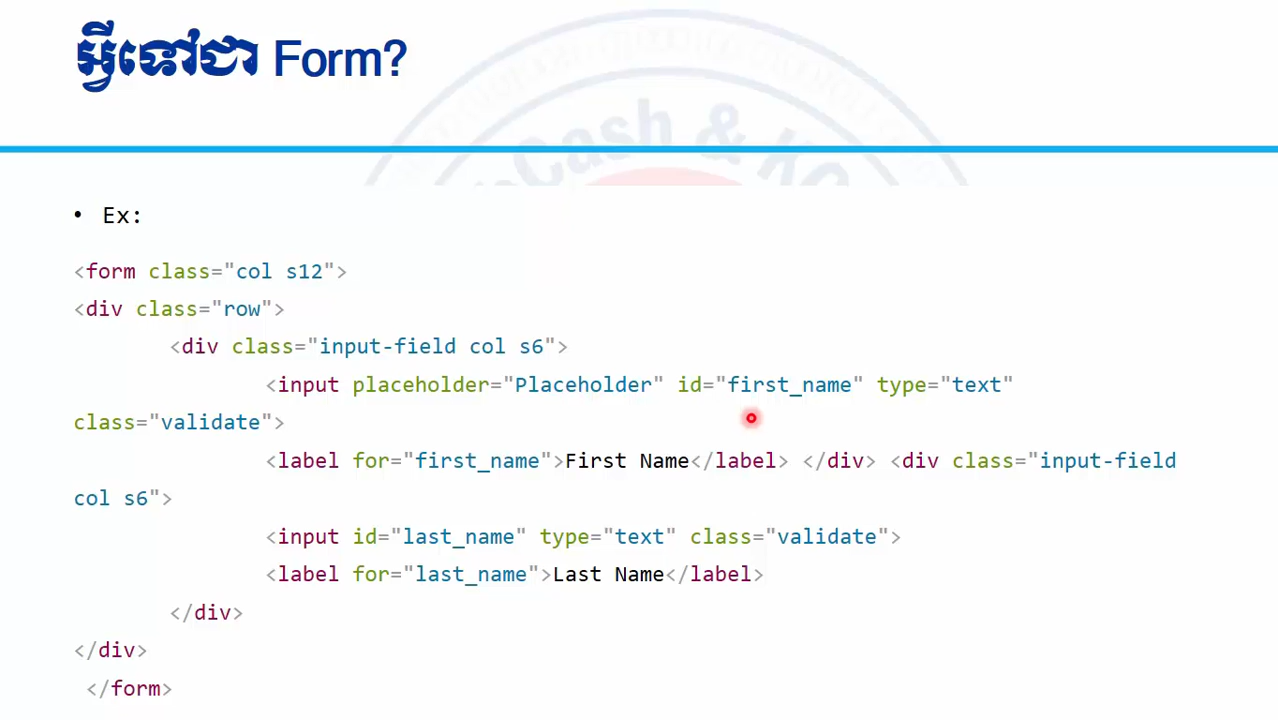 អ្វីទៅជា Form?
Cash & K
• Ex:
<form class="col s12">
<div class="row">
<div class="input-field col s6">
<input placeholder="Placeholder" id="first_name" type="text"
class="validate">
<label for="first_name">First Name</label> </div> <div class="input-field
col s6">
<input id="last_name" type="text" class="validate">
<label for="last_name">Last Name</label>
</div>
</div>
</form>